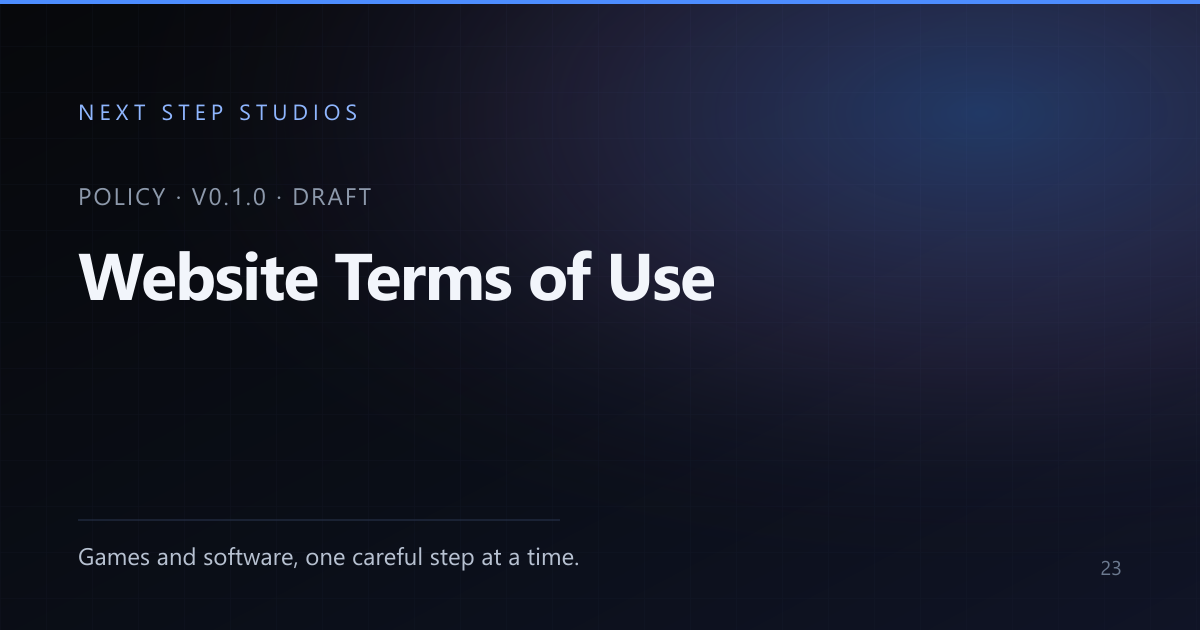 NEXT STEP STUDIOS
POLICY · V0.1.0 · DRAFT
Website Terms of Use
Games and software, one careful step at a time.
23